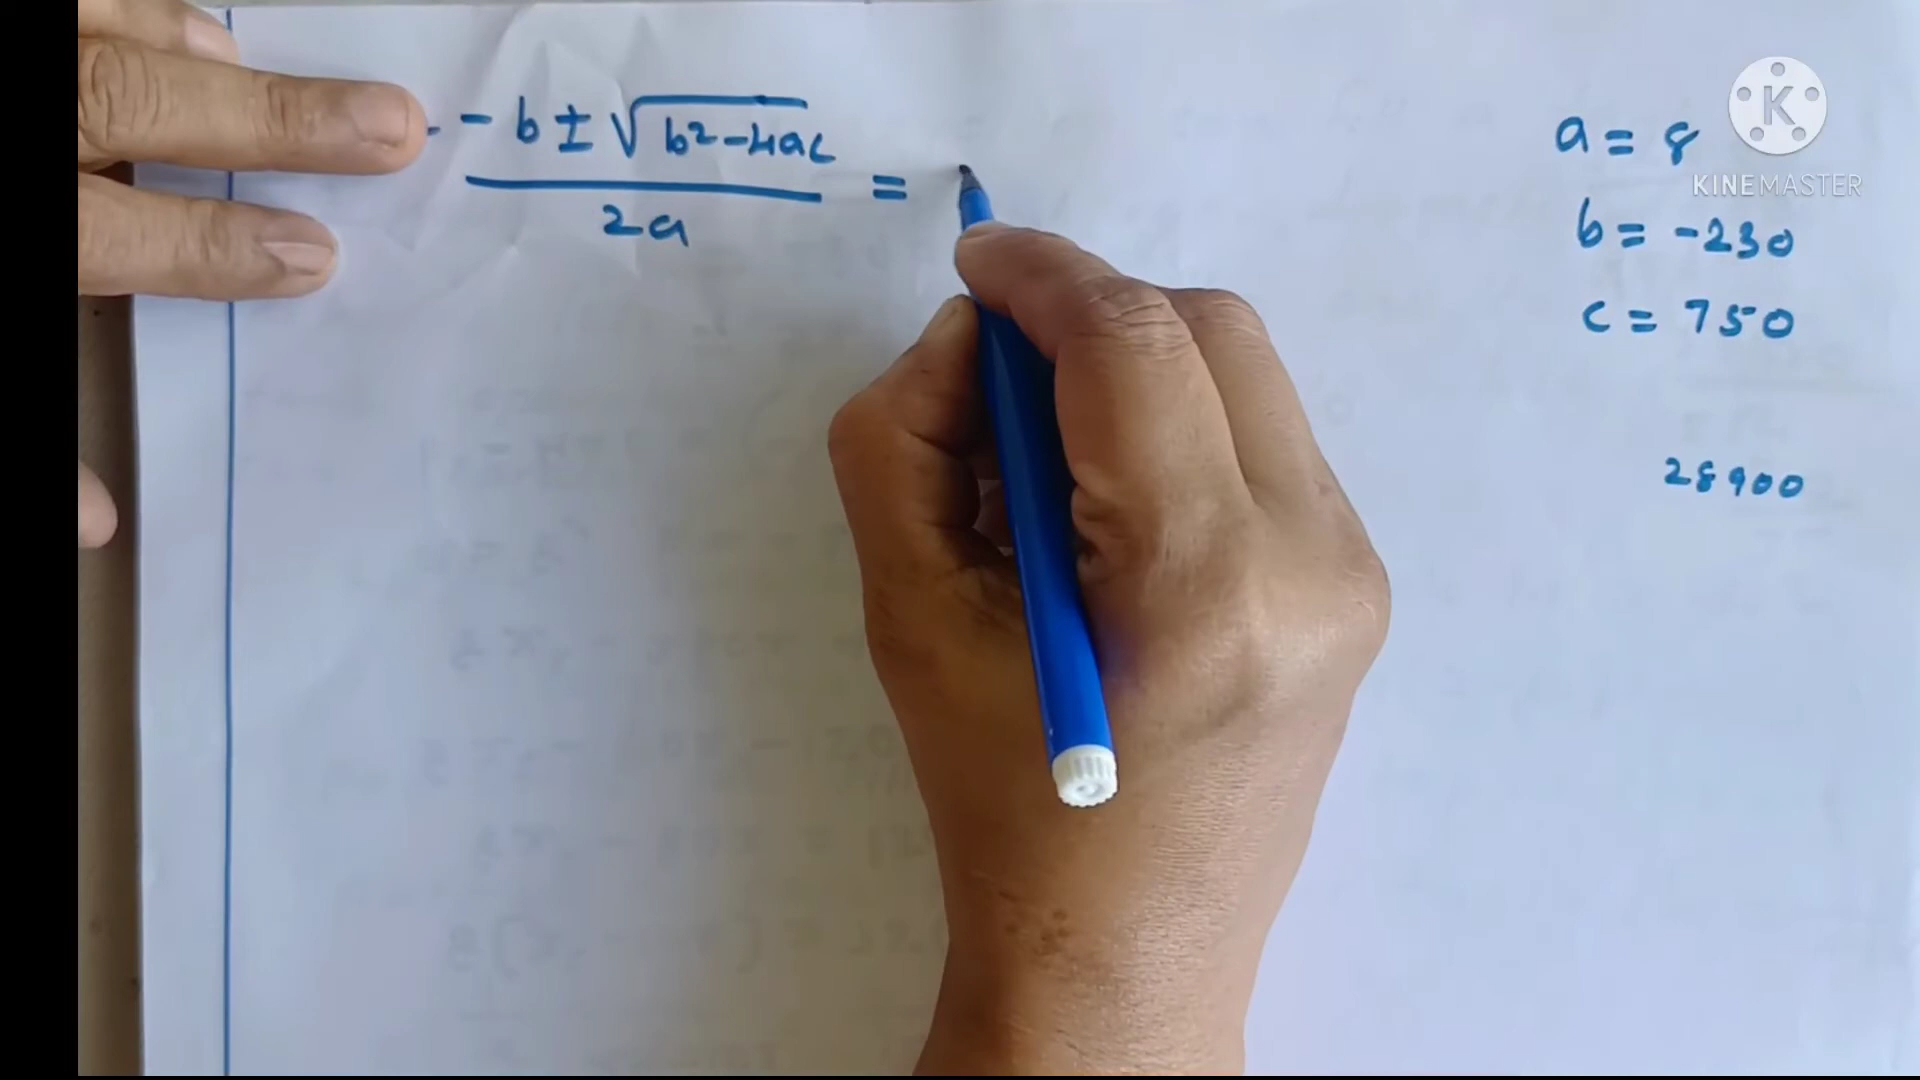 - b ± √b²-4ac
2a
=
a = 8
b = -230
c = 750
28900
K
KINEMASTER